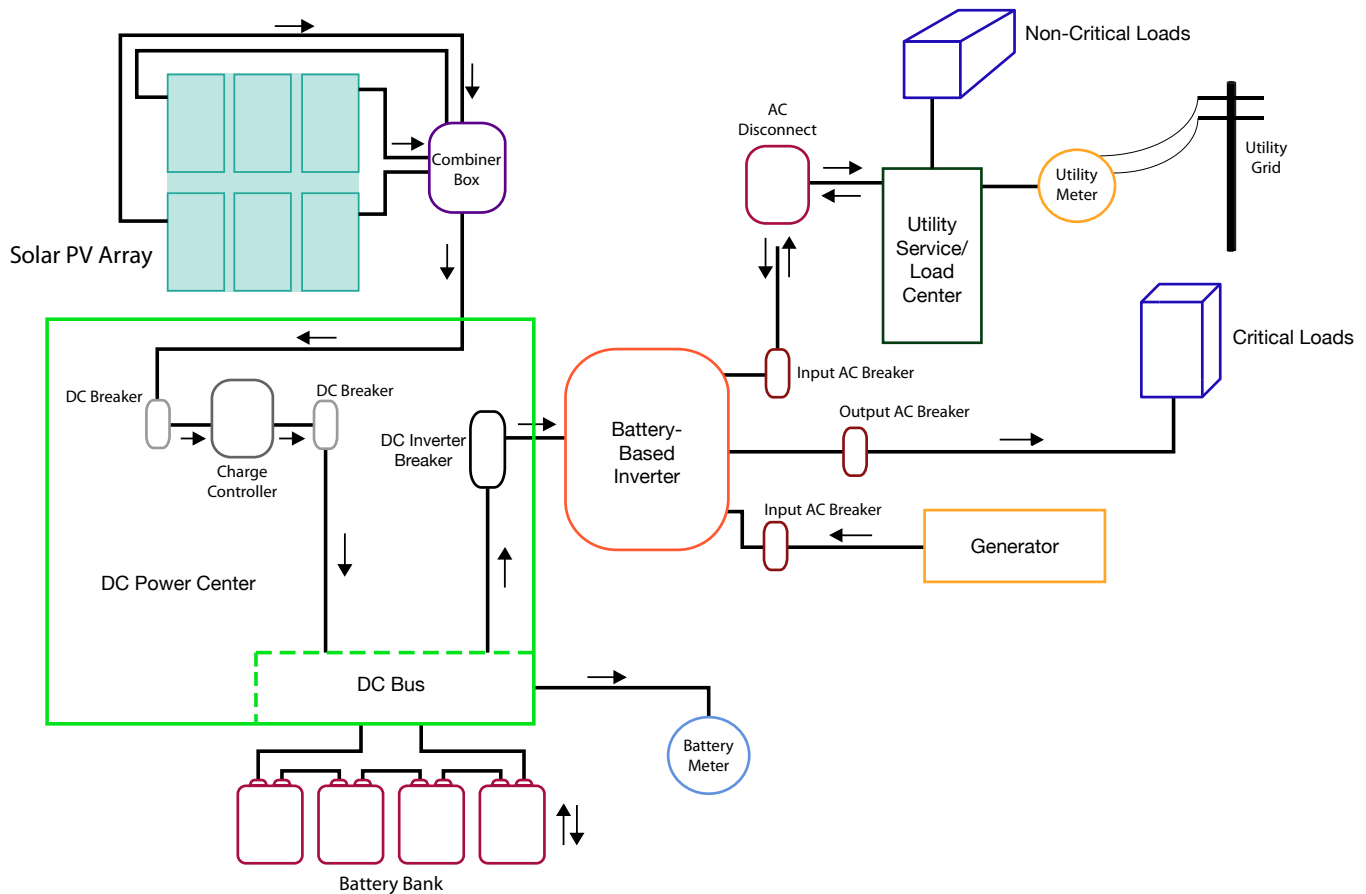 Non-Critical Loads
AC
Disconnect
Combiner
Box
Utility
Meter
Utility
Grid
Solar PV Array
Utility
Service/
Load
Center
Critical Loads
DC Breaker
DC Breaker
Input AC Breaker
Output AC Breaker
DC Inverter
Breaker
Battery-
Based
Inverter
Charge
Controller
Input AC Breaker
Generator
DC Power Center
DC Bus
Battery
Meter
Battery Bank